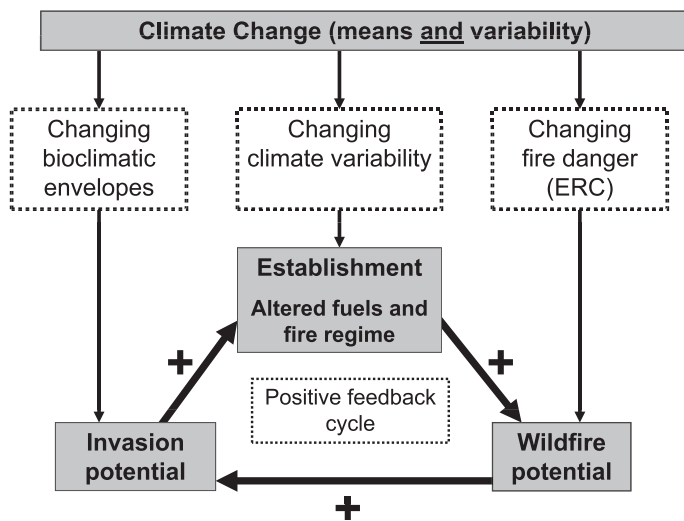 Climate Change (means and variability)
Changing
bioclimatic
envelopes
Changing
climate variability
Changing
fire danger
(ERC)
Establishment
Altered fuels and
fire regime
+
+
Positive feedback
cycle
Invasion
potential
Wildfire
potential
+